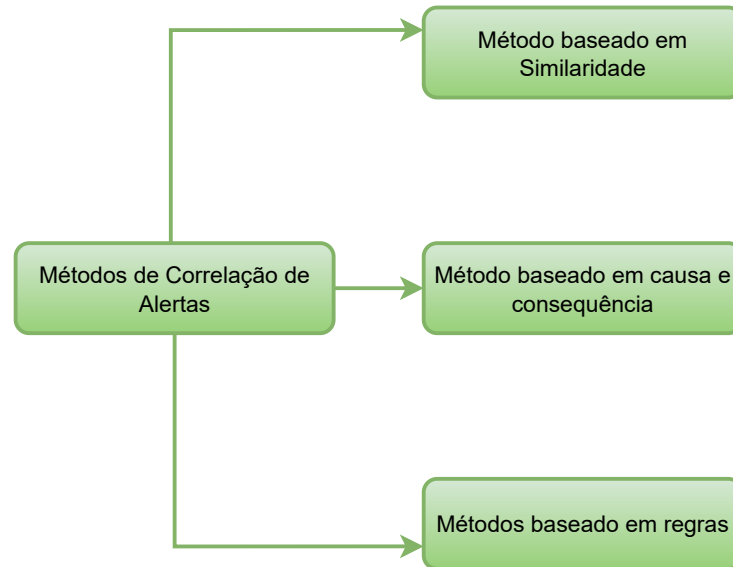 Método baseado em
Similaridade
Métodos de Correlação de
Alertas
Método baseado em causa e
consequência
Métodos baseado em regras